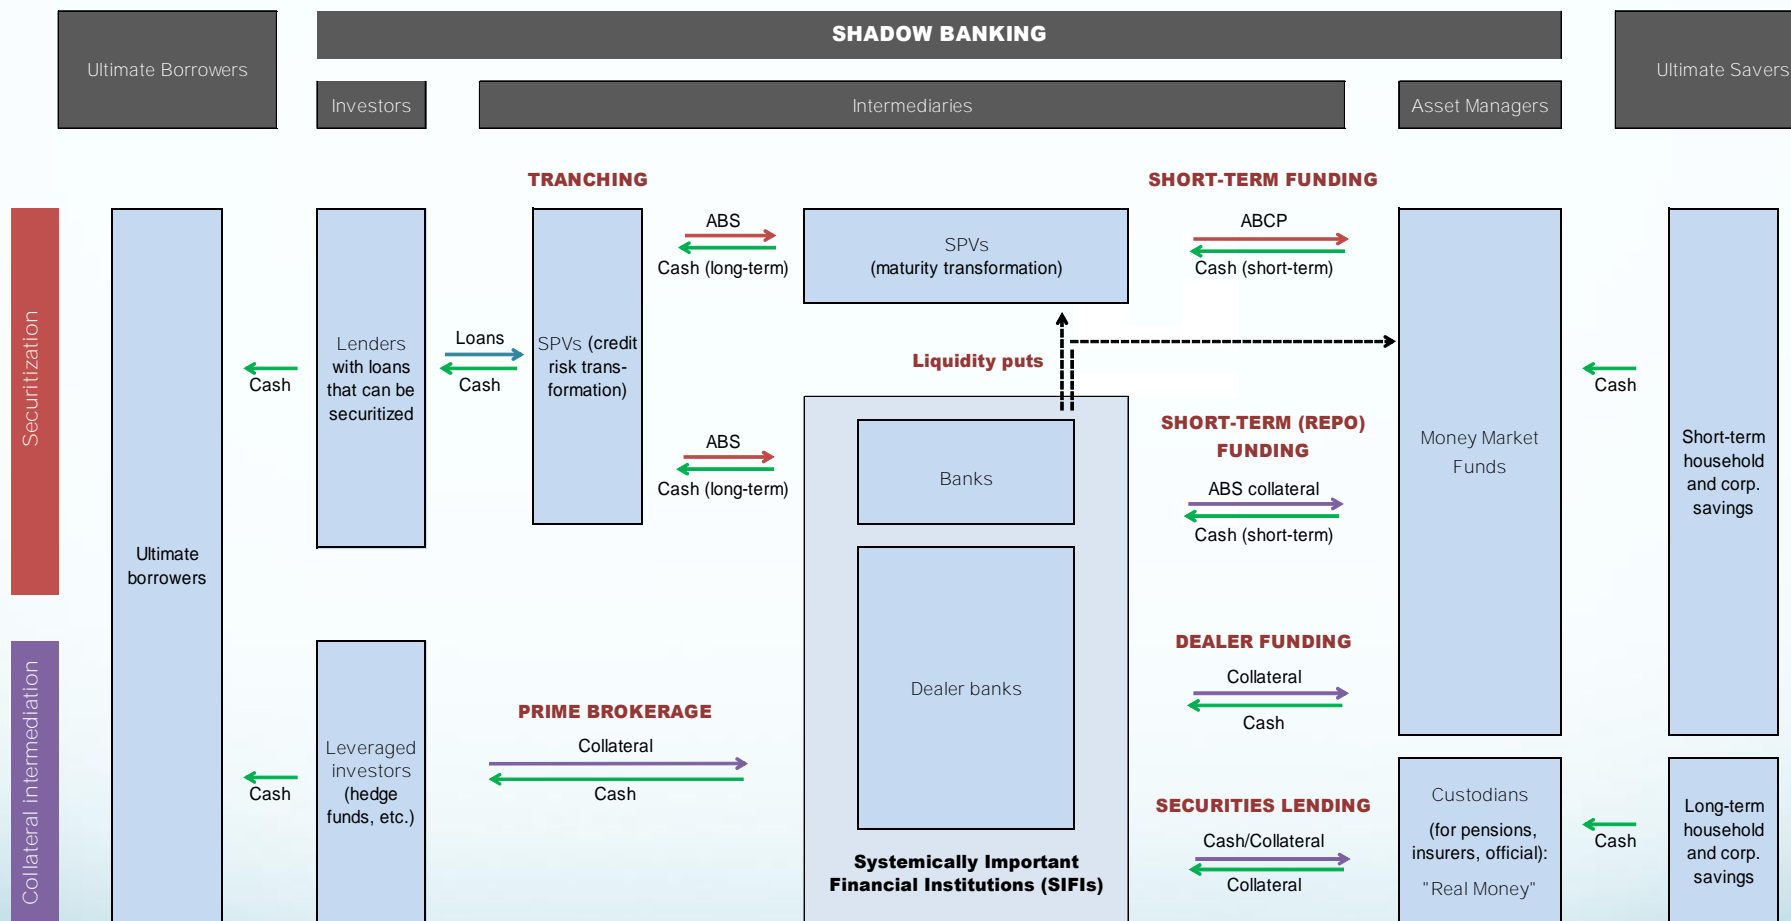 SHADOW BANKING
Ultimate Borrowers
Ultimate Savers
Investors
Intermediaries
Asset Managers
TRANCHING
SHORT-TERM FUNDING
Securitization
Ultimate
borrowers
Cash
Lenders
with loans
that can be
securitized
Loans
Cash
SPVs (credit
risk trans-
formation)
ABS
Cash (long-term)
SPVs
(maturity transformation)
ABCP
Cash (short-term)
Liquidity puts
ABS
Cash (long-term)
Banks
SHORT-TERM (REPO)
FUNDING
ABS collateral
Cash (short-term)
Money Market
Funds
Cash
Short-term
household
and corp.
savings
Collateral intermediation
Cash
Leveraged
investors
(hedge
funds, etc.)
PRIME BROKERAGE
Collateral
Cash
Dealer banks
Systemically Important
Financial Institutions (SIFIs)
DEALER FUNDING
Collateral
Cash
SECURITIES LENDING
Cash/Collateral
Collateral
Custodians
(for pensions,
insurers, official):
"Real Money"
Cash
Long-term
household
and corp.
savings